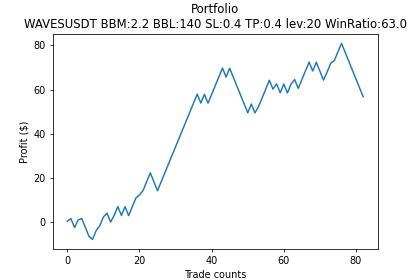 Portfolio
WAVESUSDT BBM:2.2 BBL:140 SL:0.4 TP:0.4 lev:20 WinRatio:63.0
80
60
40
20
0
Profit ($)
0 20 40 60 80
Trade counts